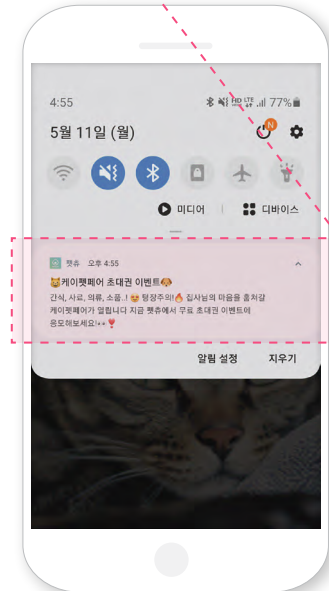 4:55 HD LTE 77%
5월 11일 (월) N
미디어 | 디바이스
펫츄 오후 4:55
😸케이펫페어 초대권 이벤트🐶
간식, 사료, 의류, 소품..! 😍 텅장주의!🔥 집사님의 마음을 훔쳐갈
케이펫페어가 열립니다 지금 펫츄에서 무료 초대권 이벤트에
응모해보세요!👀❣️
알림 설정 지우기